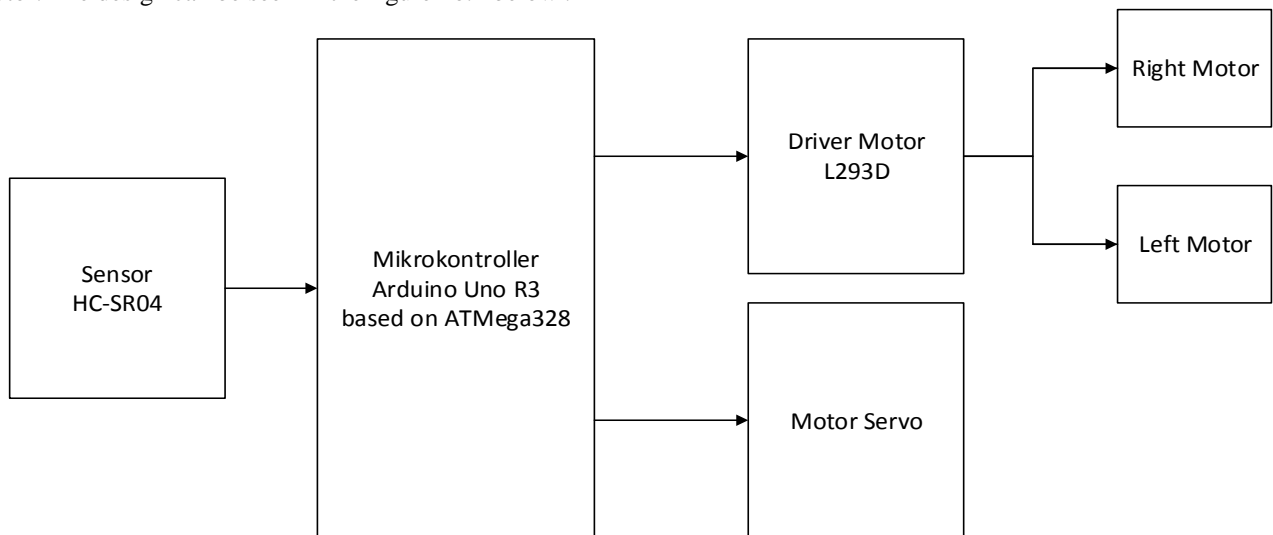 Sensor
HC-SR04
Mikrokontroller
Arduino Uno R3
based on ATMega328
Driver Motor
L293D
Motor Servo
Right Motor
Left Motor